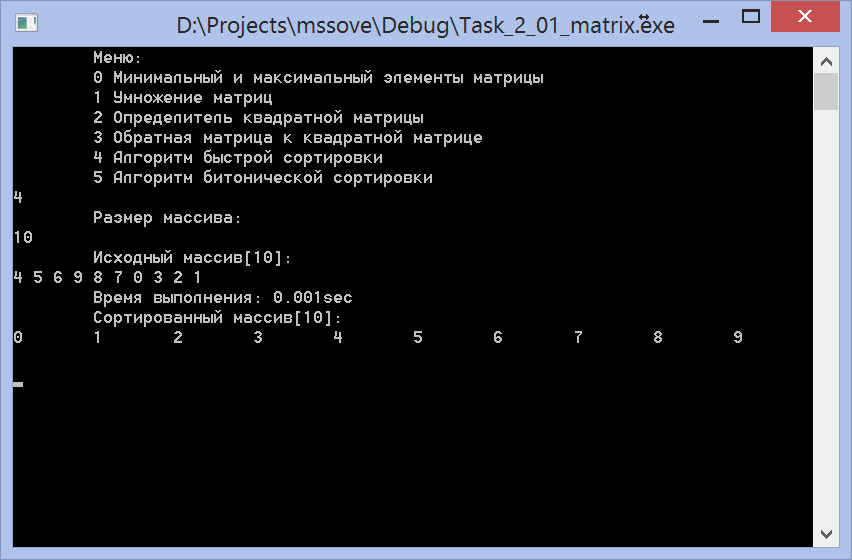 D:\Projects\mssove\Debug\Task_2_01_matrix.exe
Меню:
0 Минимальный и максимальный элементы матрицы
1 Умножение матриц
2 Определитель квадратной матрицы
3 Обратная матрица к квадратной матрице
4 Алгоритм быстрой сортировки
5 Алгоритм битонической сортировки
4
Размер массива:
10
Исходный массив[10]:
4 5 6 9 8 7 0 3 2 1
Время выполнения: 0.001sec
Сортированный массив[10]:
0 1 2 3 4 5 6 7 8 9